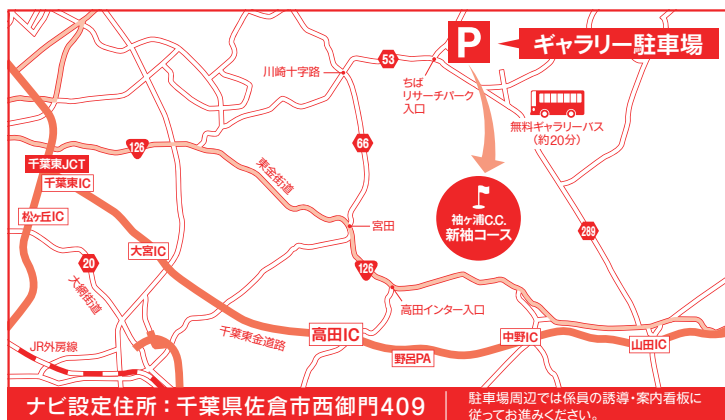 P
ギャラリー駐車場
53
川崎十字路
ちば
リサーチパーク
入口
無料ギャラリーバス
(約20分)
126
66
東金街道
千葉東JCT
千葉東IC
松ヶ丘IC
宮田
袖ヶ浦C.C.
新袖コース
289
大宮IC
20
大網街道
126
高田インター入口
千葉東金道路
高田IC
中野IC
山田IC
野呂PA
JR外房線
ナビ設定住所:千葉県佐倉市西御門409
駐車場周辺では係員の誘導・案内看板に
従ってお進みください。